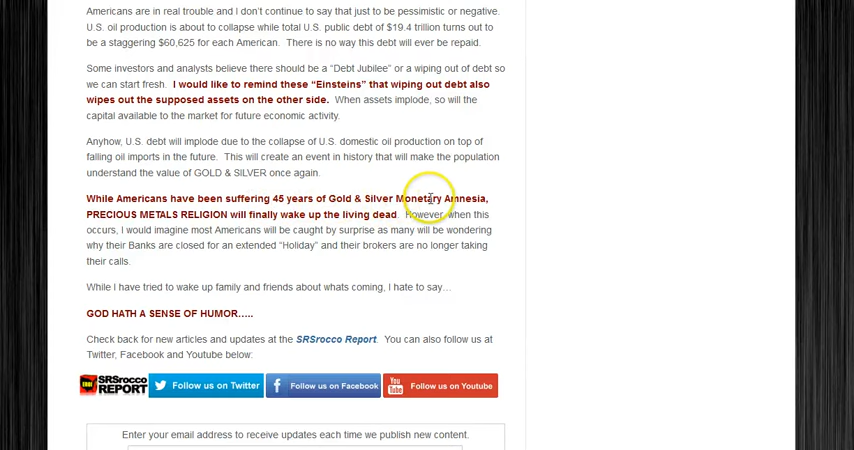 Americans are in real trouble and I don't continue to say that just to be pessimistic or negative.
U.S. oil production is about to collapse while total U.S. public debt of $19.4 trillion turns out to
be a staggering $60,625 for each American.  There is no way this debt will ever be repaid.
Some investors and analysts believe there should be a "Debt Jubilee" or a wiping out of debt so
we can start fresh.  I would like to remind these "Einsteins" that wiping out debt also
wipes out the supposed assets on the other side.  When assets implode, so will the
capital available to the market for future economic activity.
Anyhow, U.S. debt will implode due to the collapse of U.S. domestic oil production on top of
falling oil imports in the future.  This will create an event in history that will make the population
understand the value of GOLD & SILVER once again.
While Americans have been suffering 45 years of Gold & Silver Monetary Amnesia,
PRECIOUS METALS RELIGION will finally wake up the living dead.  However, when this
occurs, I would imagine most Americans will be caught by surprise as many will be wondering
why their Banks are closed for an extended "Holiday" and their brokers are no longer taking
their calls.
While I have tried to wake up family and friends about whats coming, I hate to say…
GOD HATH A SENSE OF HUMOR…..
Check back for new articles and updates at the SRSrocco Report.  You can also follow us at
Twitter, Facebook and Youtube below:
SRSrocco REPORT Follow us on Twitter Follow us on Facebook You Tube Follow us on Youtube
Enter your email address to receive updates each time we publish new content.